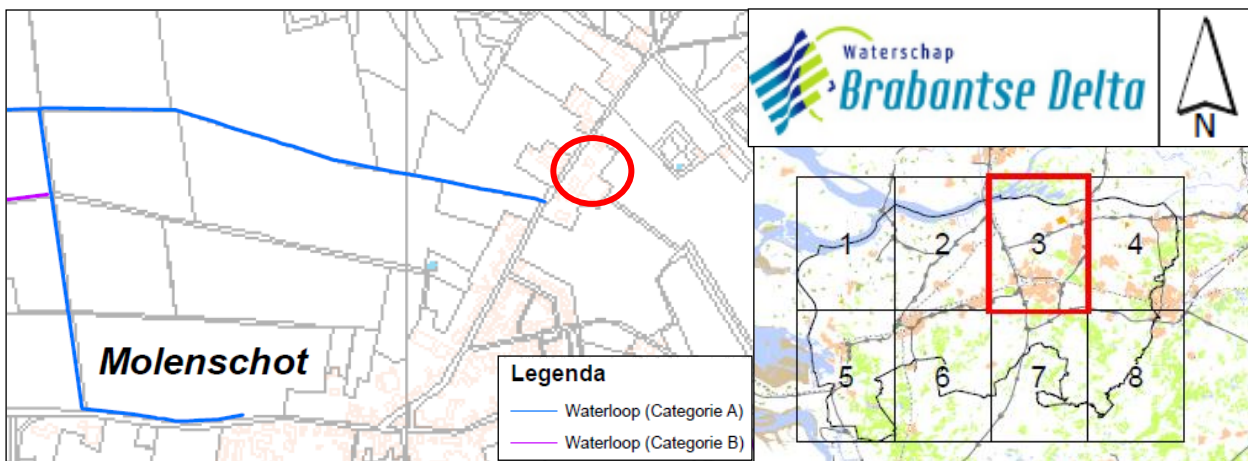 Molenschot
Legenda
Waterloop (Categorie A)
Waterloop (Categorie B)
Waterschap
Brabantse Delta
N
1
2
3
4
5
6
7
8